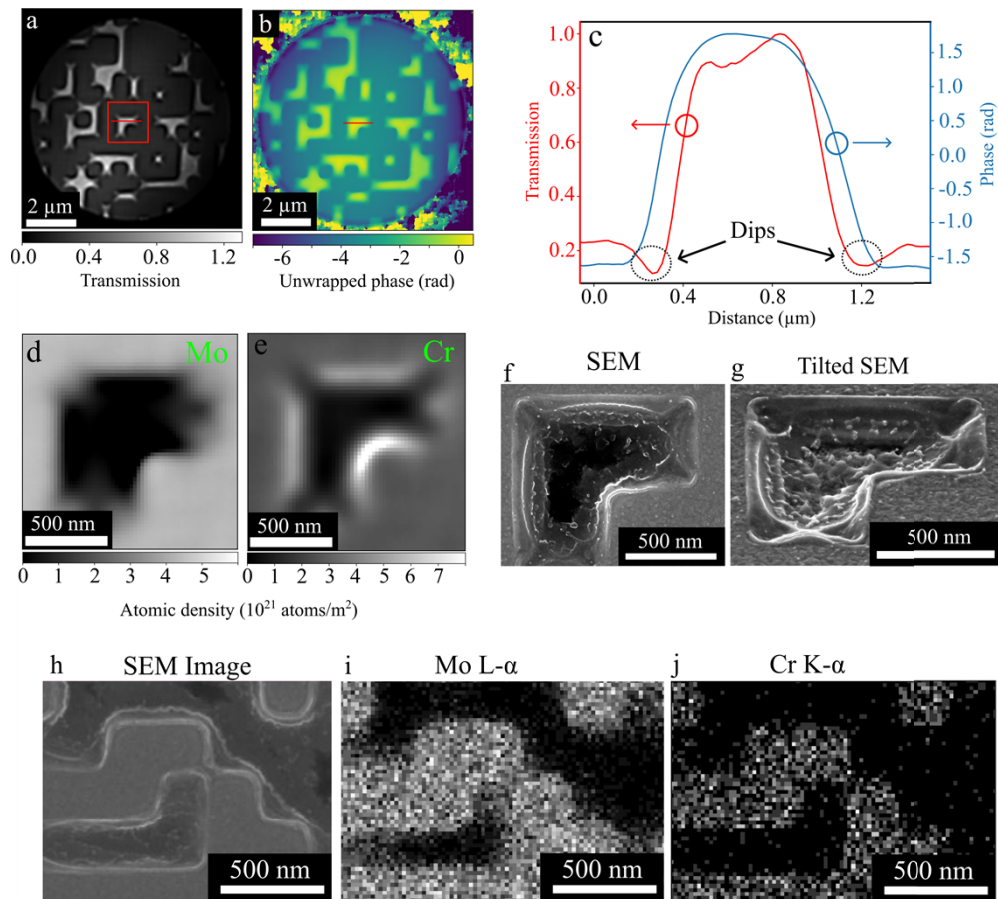 a
2 µm
0.0 0.4 0.8 1.2
Transmission
b
2 µm
-6 -4 -2 0
Unwrapped phase (rad)
c
1.0
0.8
0.6
0.4
0.2
Transmission
Dips
1.5
1.0
0.5
0.0
-0.5
-1.0
-1.5
Phase (rad)
0.0 0.4 0.8 1.2
Distance (µm)
d
Mo
500 nm
0 1 2 3 4 5
e
Cr
500 nm
0 1 2 3 4 5 6 7
Atomic density (10²¹ atoms/m²)
f
SEM
500 nm
g
Tilted SEM
500 nm
h
SEM Image
500 nm
i
Mo L-α
500 nm
j
Cr K-α
500 nm